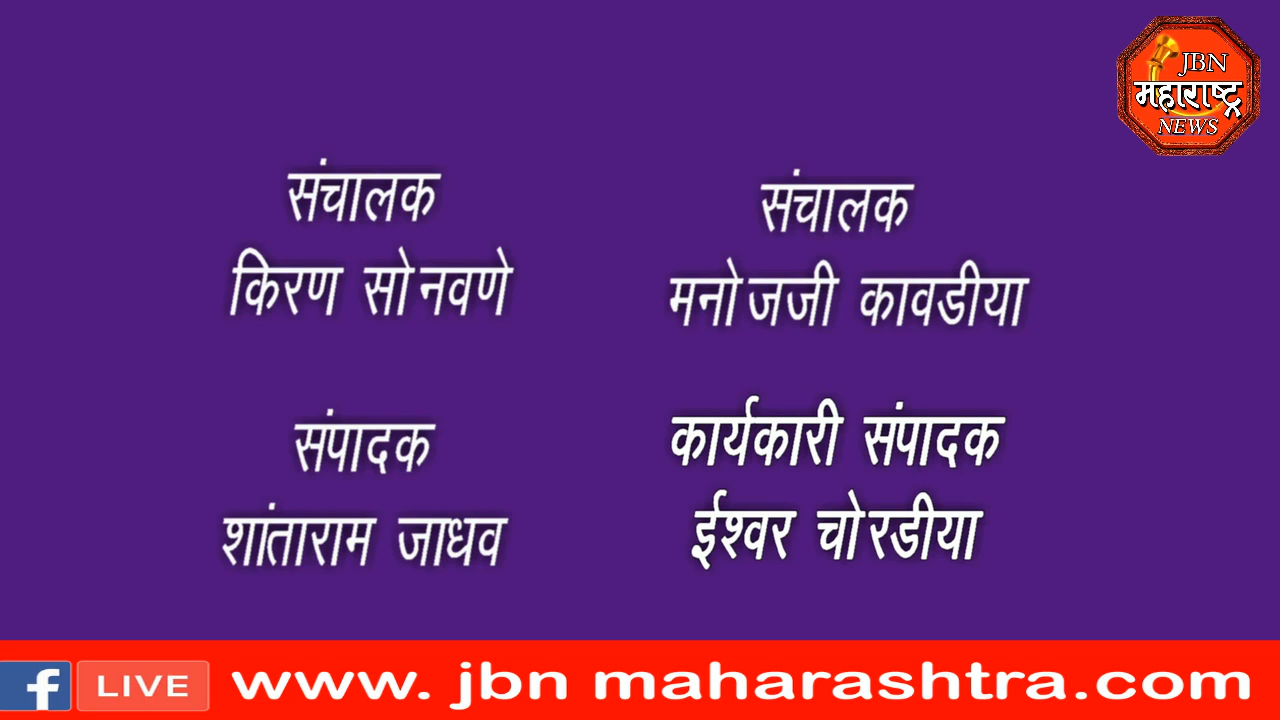 JBN
महाराष्ट्र
NEWS
संचालक
किरण सोनवणे
संचालक
मनोजजी कावडीया
संपादक
शांताराम जाधव
कार्यकारी संपादक
ईश्वर चोरडीया
f LIVE www. jbn maharashtra.com